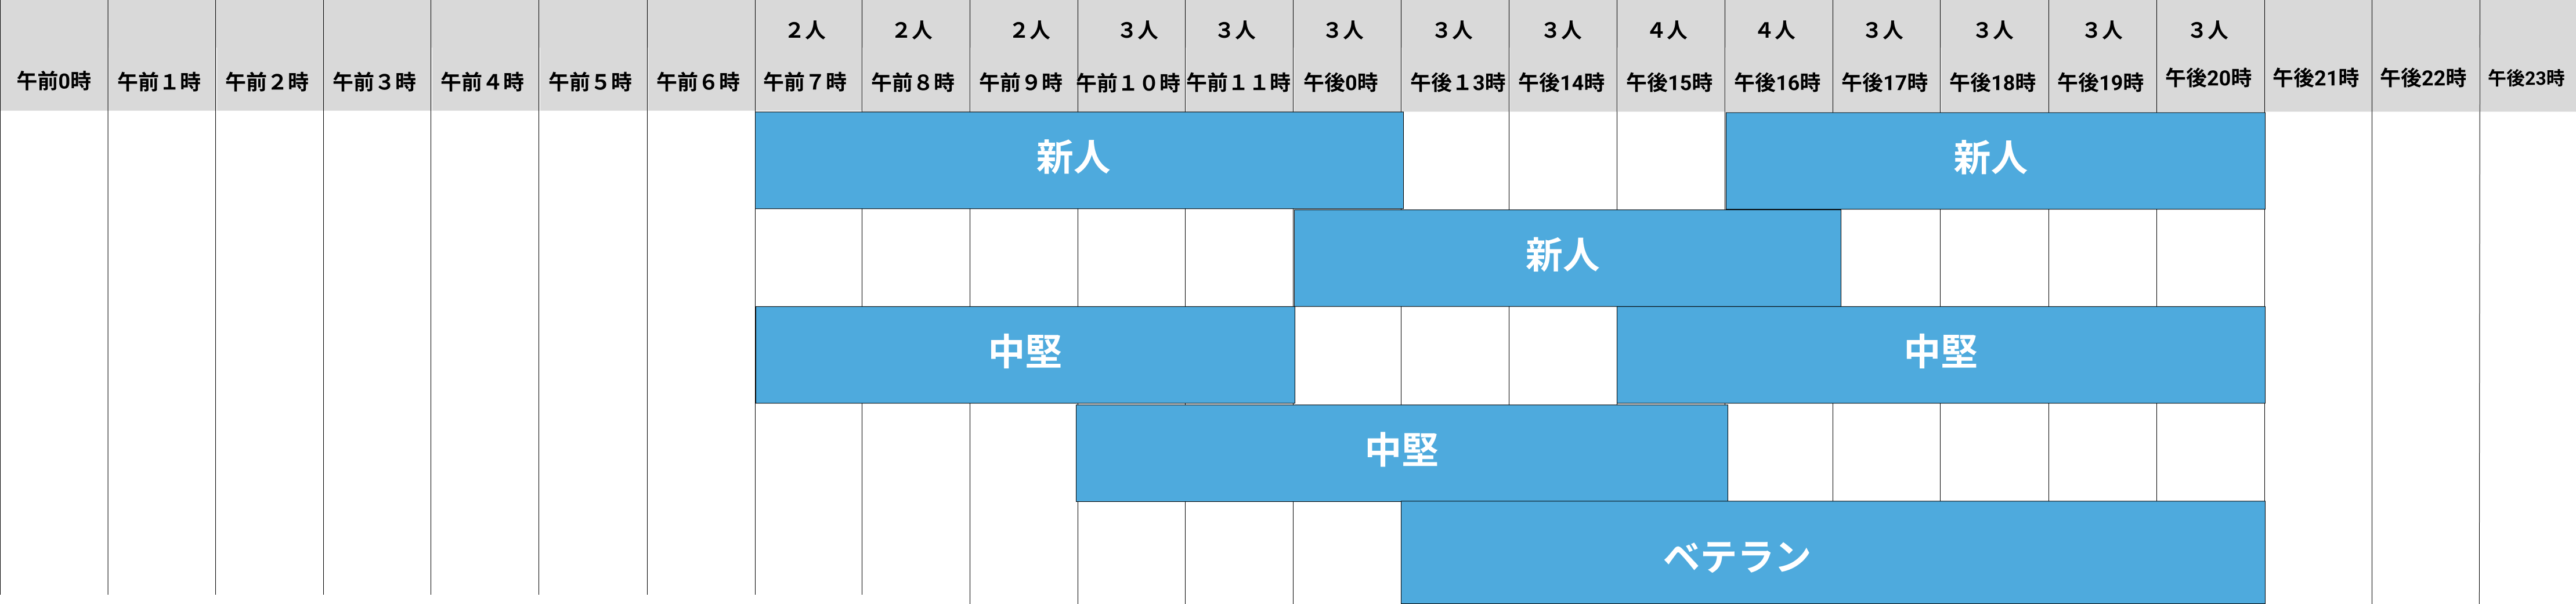 ２人 ２人 ２人 ３人 ３人 ３人 ３人 ３人 ４人 ４人 ３人 ３人 ３人 ３人
午前0時 午前１時 午前２時 午前３時 午前４時 午前５時 午前６時 午前７時 午前８時 午前９時 午前１０時 午前１１時 午後0時 午後１3時 午後14時 午後15時 午後16時 午後17時 午後18時 午後19時 午後20時 午後21時 午後22時 午後23時
新人 新人
新人
中堅 中堅
中堅
ベテラン